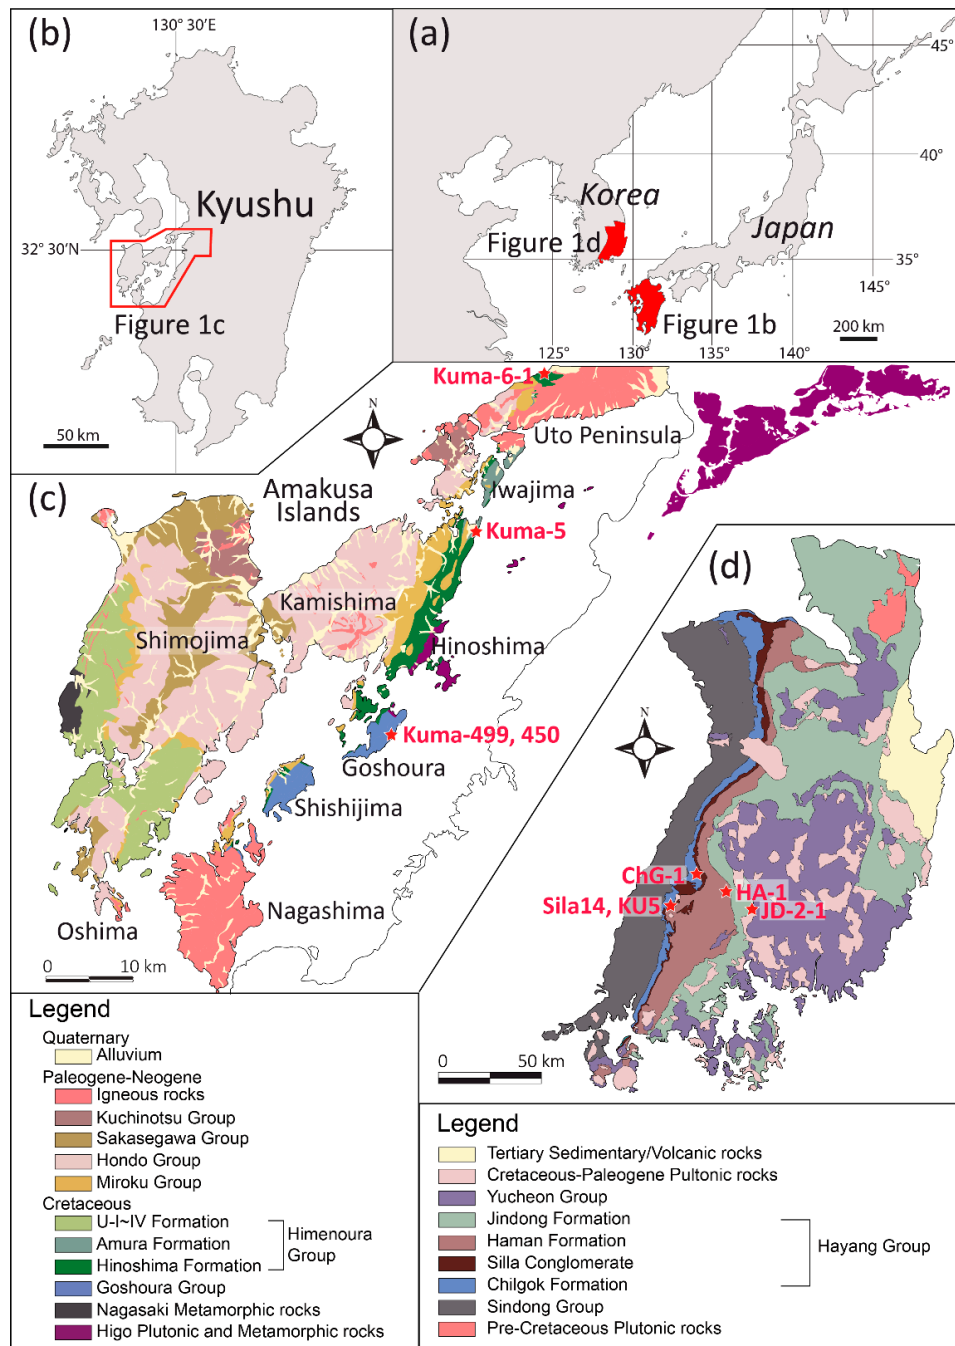 (b)
130° 30'E
Kyushu
32° 30'N
Figure 1c
50 km
(a)
45°
40°
Korea
Figure 1d
Japan
35°
145°
Figure 1b
200 km
125°
130°
135°
140°
(c)
N
Kuma-6-1
Uto Peninsula
Amakusa
Islands
Iwajima
Kuma-5
Kamishima
Shimojima
Hinoshima
Kuma-499, 450
Goshoura
Shishijima
Nagashima
Oshima
0 10 km
(d)
N
ChG-1
HA-1
Sila14, KU5
JD-2-1
0 50 km
Legend
Quaternary
Alluvium
Paleogene-Neogene
Igneous rocks
Kuchinotsu Group
Sakasegawa Group
Hondo Group
Miroku Group
Cretaceous
U-I~IV Formation
Amura Formation
Hinoshima Formation
Himenoura
Group
Goshoura Group
Nagasaki Metamorphic rocks
Higo Plutonic and Metamorphic rocks
Legend
Tertiary Sedimentary/Volcanic rocks
Cretaceous-Paleogene Pultonic rocks
Yucheon Group
Jindong Formation
Haman Formation
Silla Conglomerate
Chilgok Formation
Hayang Group
Sindong Group
Pre-Cretaceous Plutonic rocks